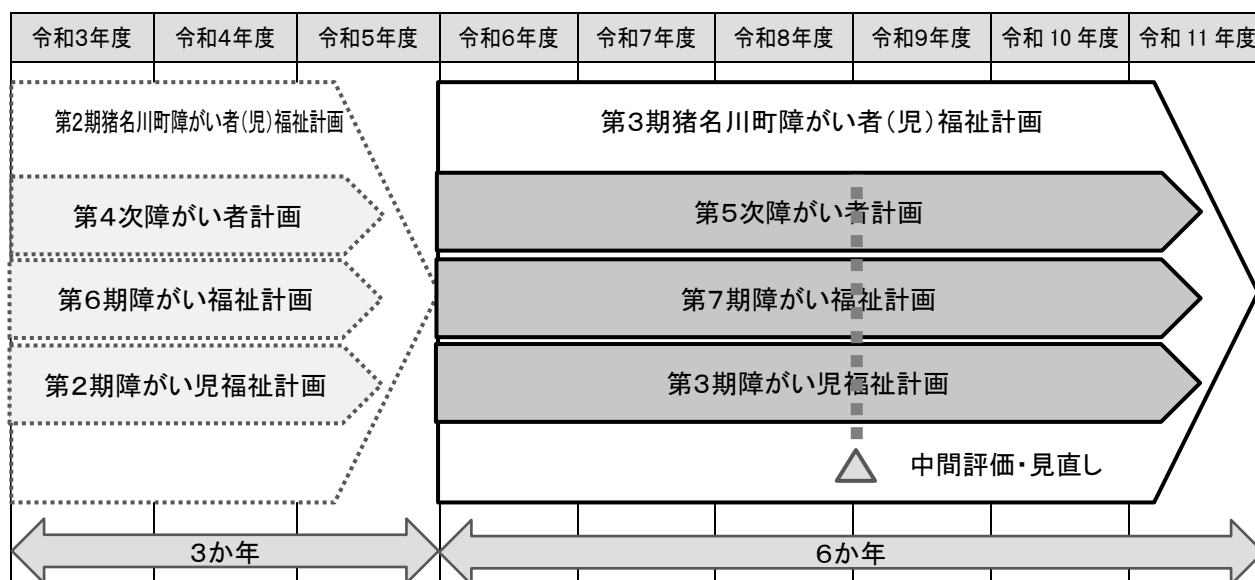 令和3年度 令和4年度 令和5年度 令和6年度 令和7年度 令和8年度 令和9年度 令和 10 年度 令和 11 年度
第2期猪名川町障がい者(児)福祉計画 第3期猪名川町障がい者(児)福祉計画
第4次障がい者計画 第5次障がい者計画
第6期障がい福祉計画 第7期障がい福祉計画
第2期障がい児福祉計画 第3期障がい児福祉計画
中間評価・見直し
3か年 6か年